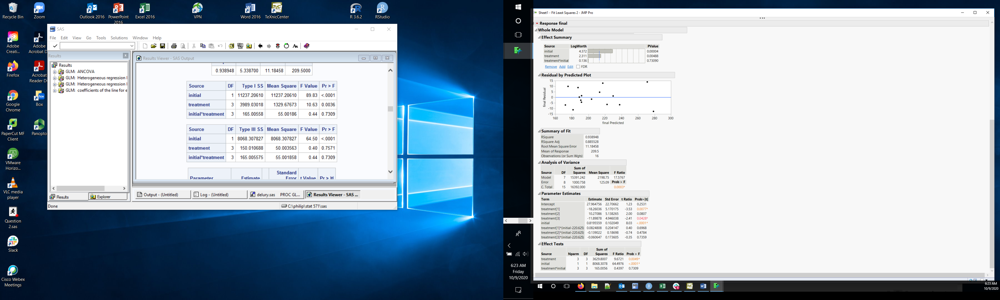 Recycle Bin
Zoom
Outlook 2016
PowerPoint 2016
Excel 2016
VPN
Word 2016
TeXnicCenter
R 3.6.2
RStudio
Adobe Creati...
Adobe Acrobat D
Firefox
Acrobat Reader D
Google Chrome
Box
PaperCut MF Client
Panopto
VMware Horizo...
VLC media player
Question 2.sas
Slack
Cisco Webex Meetings
SAS
File Edit View Go Tools Solutions Window Help
Results
Results
GLM: ANCOVA
GLM: Heterogeneous regression l
GLM: Heterogeneous regression l
GLM: coefficients of the line for e
Results
Explorer
Results Viewer - SAS Output
0.938948 5.338700 11.18458 209.5000
Source DF Type I SS Mean Square F Value Pr > F
initial 1 11237.20610 11237.20610 89.83 <.0001
treatment 3 3989.03018 1329.67673 10.63 0.0036
initial*treatment 3 165.00558 55.00186 0.44 0.7309
Source DF Type III SS Mean Square F Value Pr > F
initial 1 8068.307827 8068.307827 64.50 <.0001
treatment 3 150.010688 50.003563 0.40 0.7571
initial*treatment 3 165.005575 55.001858 0.44 0.7309
Parameter Estimate Standard Error t Value Pr > |t|
Output - (Untitled)
Log - (Untitled)
delury.sas PROC GL...
Results Viewer - SAS ...
Done
C:\philip\stat 571\sas
6:23 AM
Friday
10/9/2020
Sheet1 - Fit Least Squares 2 - JMP Pro
Response final
Whole Model
Effect Summary
Source LogWorth PValue
initial 4.372 0.00004
treatment 2.311 0.00488
treatment*initial 0.136 0.73090
Remove Add Edit FDR
Residual by Predicted Plot
final Residual
15
10
5
0
-5
-10
-15
160 180 200 220 240 260 280 300
final Predicted
Summary of Fit
RSquare 0.938948
RSquare Adj 0.885528
Root Mean Square Error 11.18458
Mean of Response 209.5
Observations (or Sum Wgts) 16
Analysis of Variance
Source DF Sum of Squares Mean Square F Ratio
Model 7 15391.242 2198.75 17.5767
Error 8 1000.758 125.09 Prob > F
C. Total 15 16392.000 0.0003*
Parameter Estimates
Term Estimate Std Error t Ratio Prob>|t|
Intercept 27.964756 22.70662 1.23 0.2531
treatment[1] -18.26036 5.170175 -3.53 0.0077*
treatment[2] 10.27086 5.138265 2.00 0.0807
treatment[3] -11.89878 4.946038 -2.41 0.0428*
initial 0.8195559 0.102049 8.03 <.0001*
treatment[1]*(initial-220.625) 0.0824808 0.204147 0.40 0.6968
treatment[2]*(initial-220.625) -0.139022 0.18698 -0.74 0.4784
treatment[3]*(initial-220.625) -0.060647 0.173605 -0.35 0.7359
Effect Tests
Source Nparm DF Sum of Squares F Ratio Prob > F
treatment 3 3 3629.8007 9.6721 0.0049*
initial 1 1 8068.3078 64.4976 <.0001*
treatment*initial 3 3 165.0056 0.4397 0.7309
6:23 AM
10/9/2020